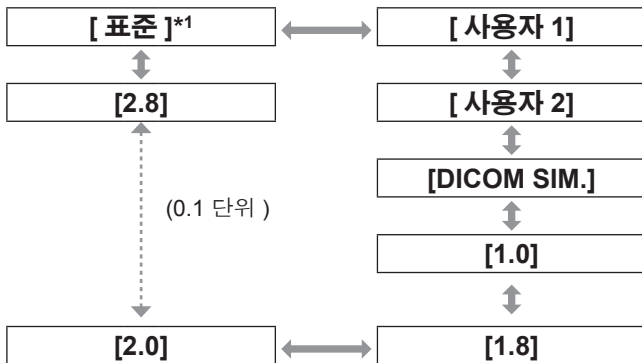 [ 표준 ]*1
[ 사용자 1]
[2.8]
[ 사용자 2]
[DICOM SIM.]
(0.1 단위 )
[1.0]
[2.0]
[1.8]